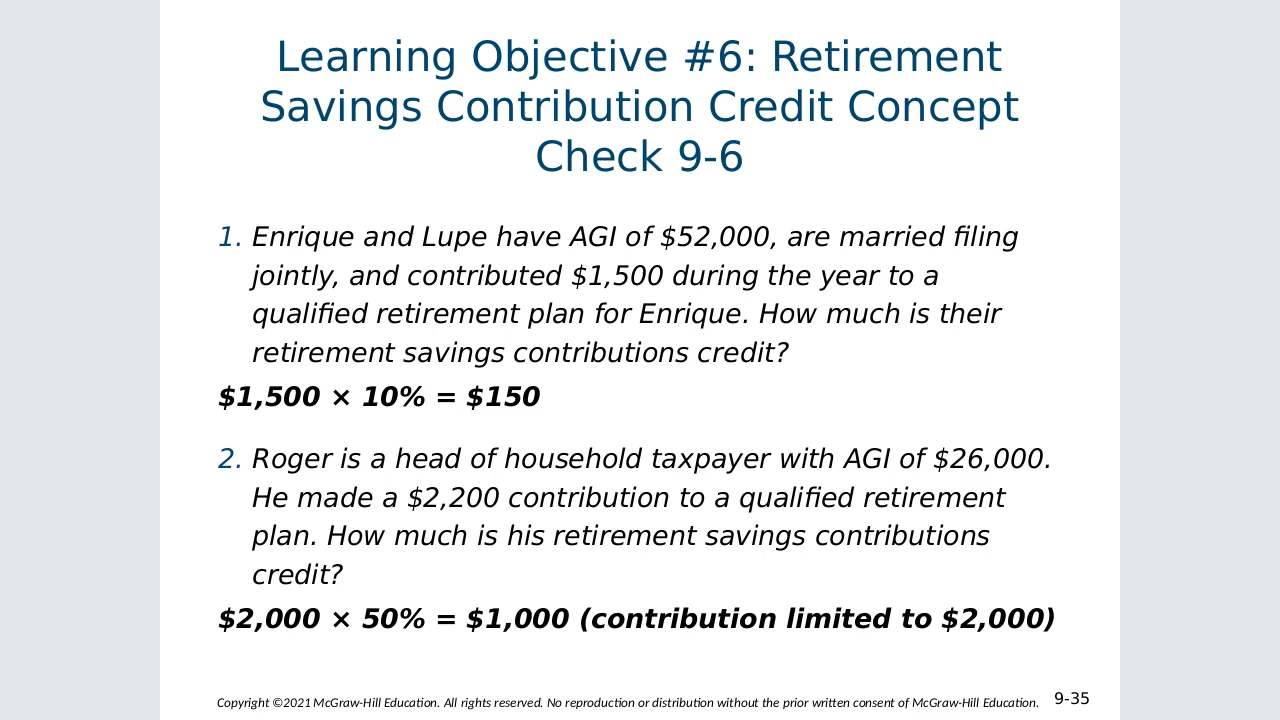 Learning Objective #6: Retirement
Savings Contribution Credit Concept
Check 9-6
1. Enrique and Lupe have AGI of $52,000, are married filing
jointly, and contributed $1,500 during the year to a
qualified retirement plan for Enrique. How much is their
retirement savings contributions credit?
$1,500 × 10% = $150
2. Roger is a head of household taxpayer with AGI of $26,000.
He made a $2,200 contribution to a qualified retirement
plan. How much is his retirement savings contributions
credit?
$2,000 × 50% = $1,000 (contribution limited to $2,000)
Copyright ©2021 McGraw-Hill Education. All rights reserved. No reproduction or distribution without the prior written consent of McGraw-Hill Education. 9-35